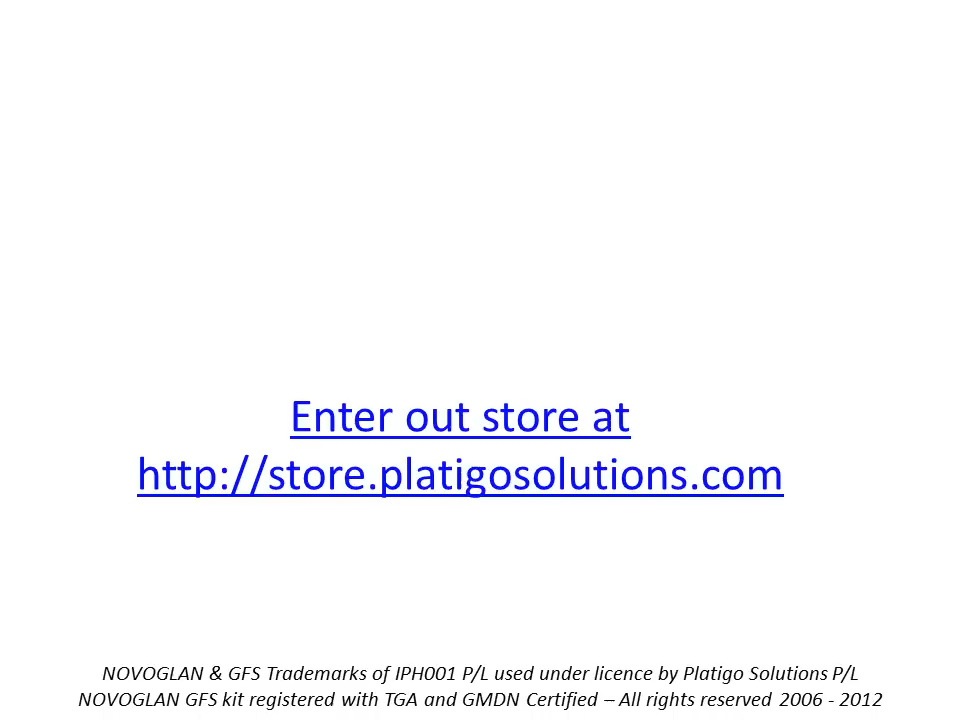 Enter out store at
http://store.platigosolutions.com
NOVOGLAN & GFS Trademarks of IPH001 P/L used under licence by Platigo Solutions P/L
NOVOGLAN GFS kit registered with TGA and GMDN Certified – All rights reserved 2006 - 2012